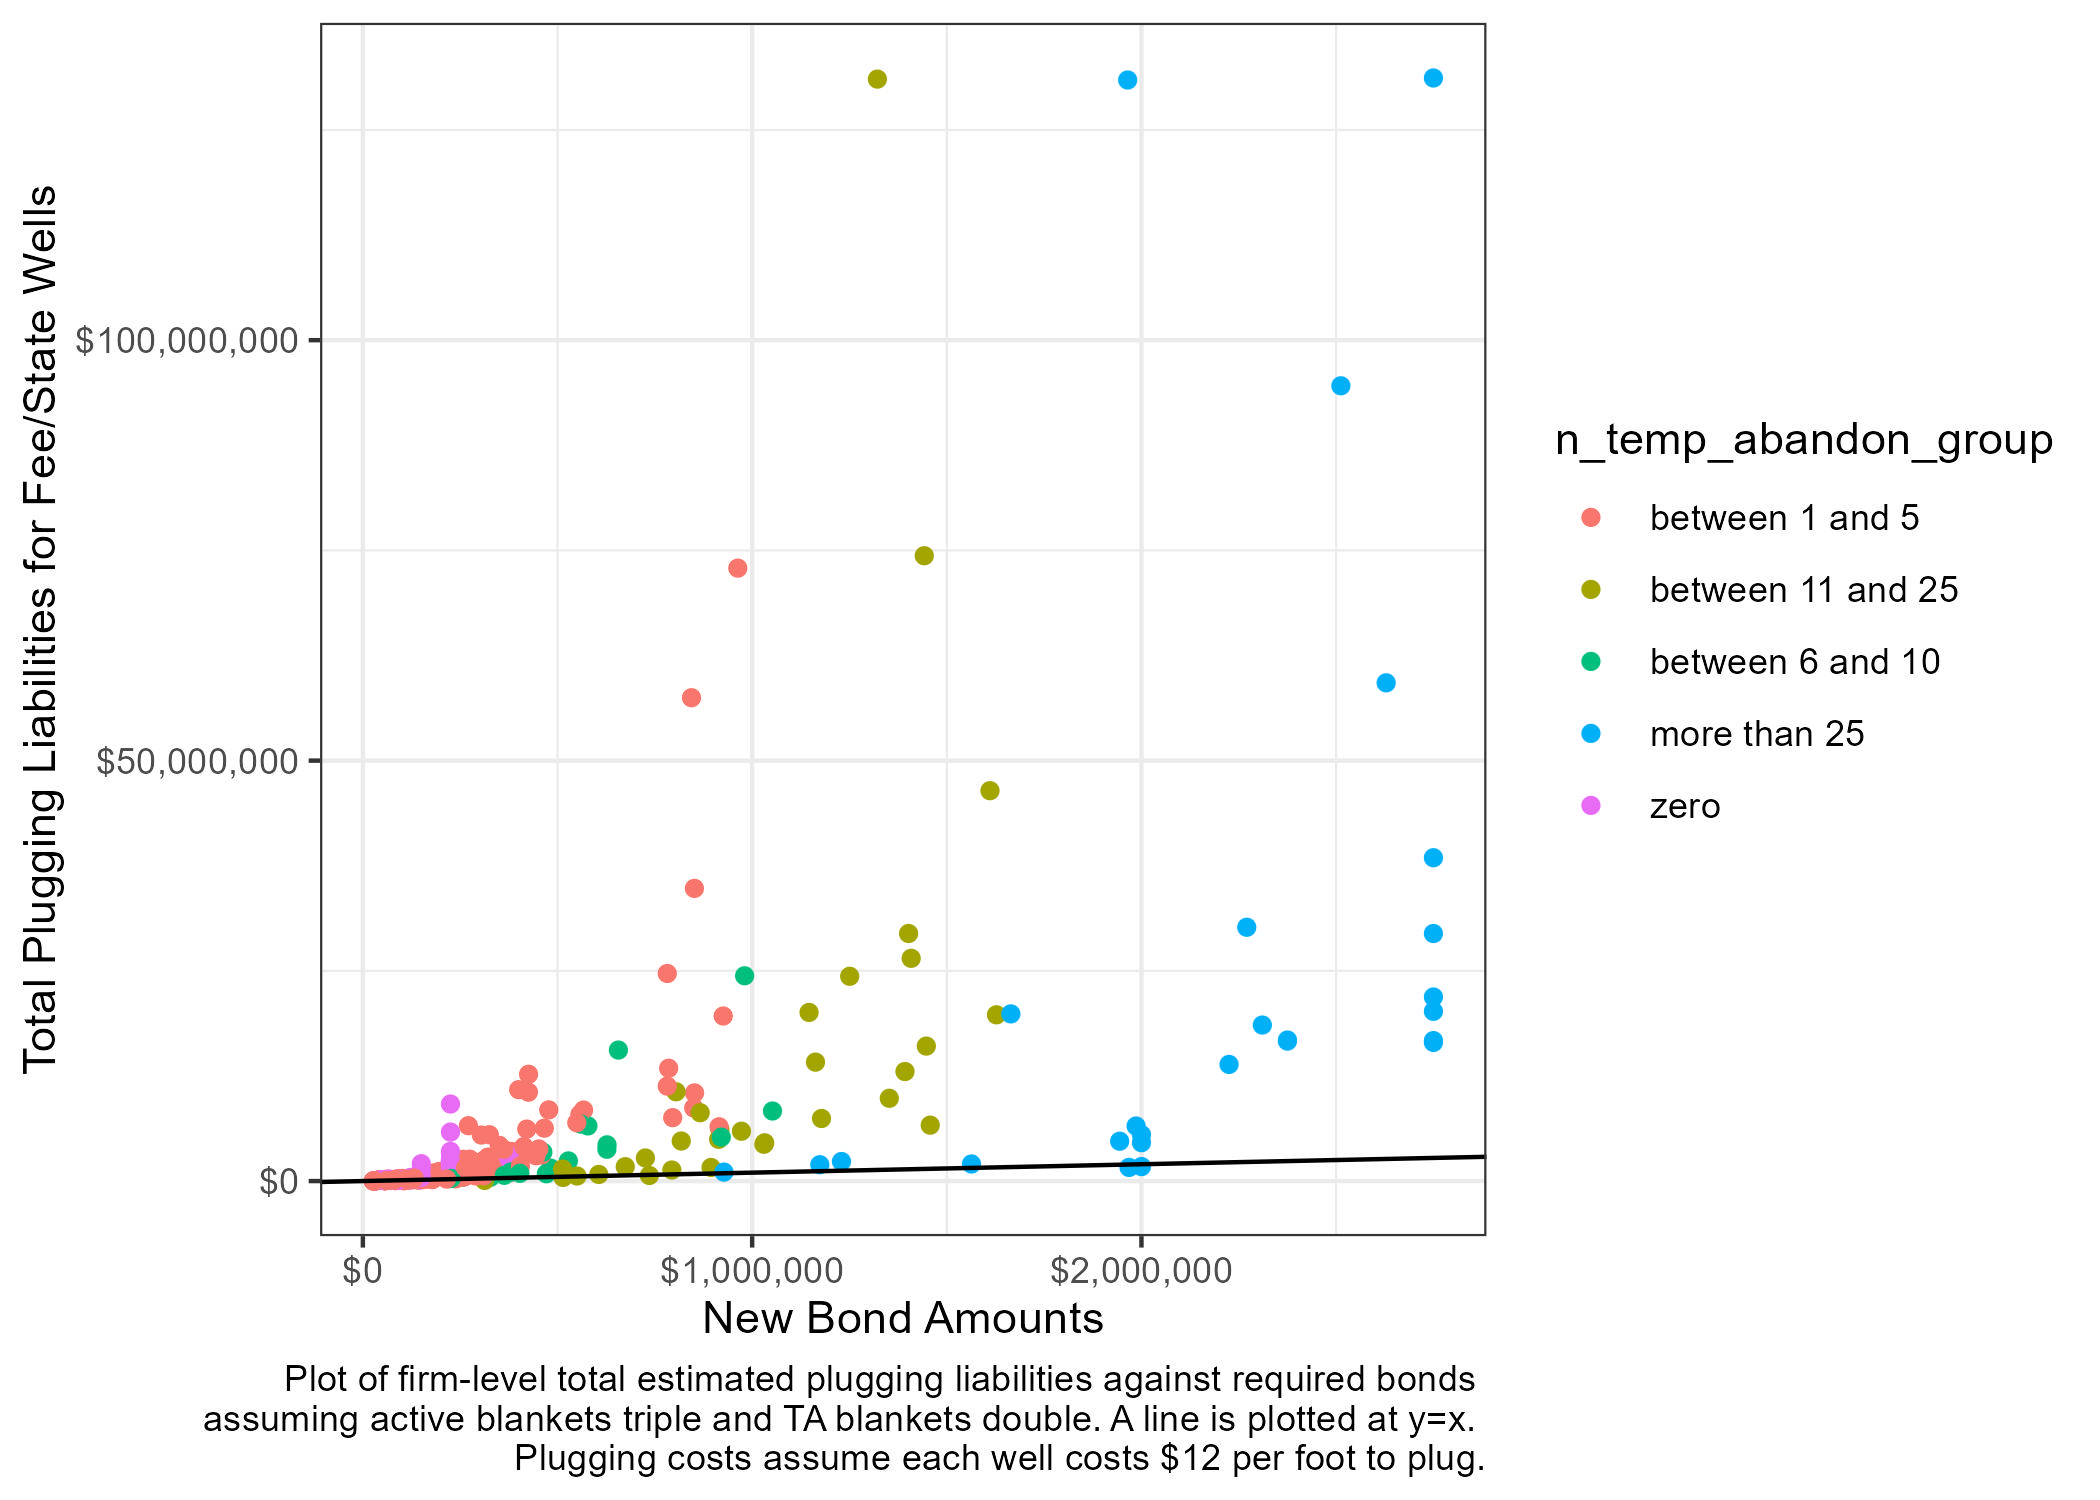 Total Plugging Liabilities for Fee/State Wells
$100,000,000
$50,000,000
$0
$0
$1,000,000
$2,000,000
New Bond Amounts
n_temp_abandon_group
between 1 and 5
between 11 and 25
between 6 and 10
more than 25
zero
Plot of firm-level total estimated plugging liabilities against required bonds
assuming active blankets triple and TA blankets double. A line is plotted at y=x.
Plugging costs assume each well costs $12 per foot to plug.